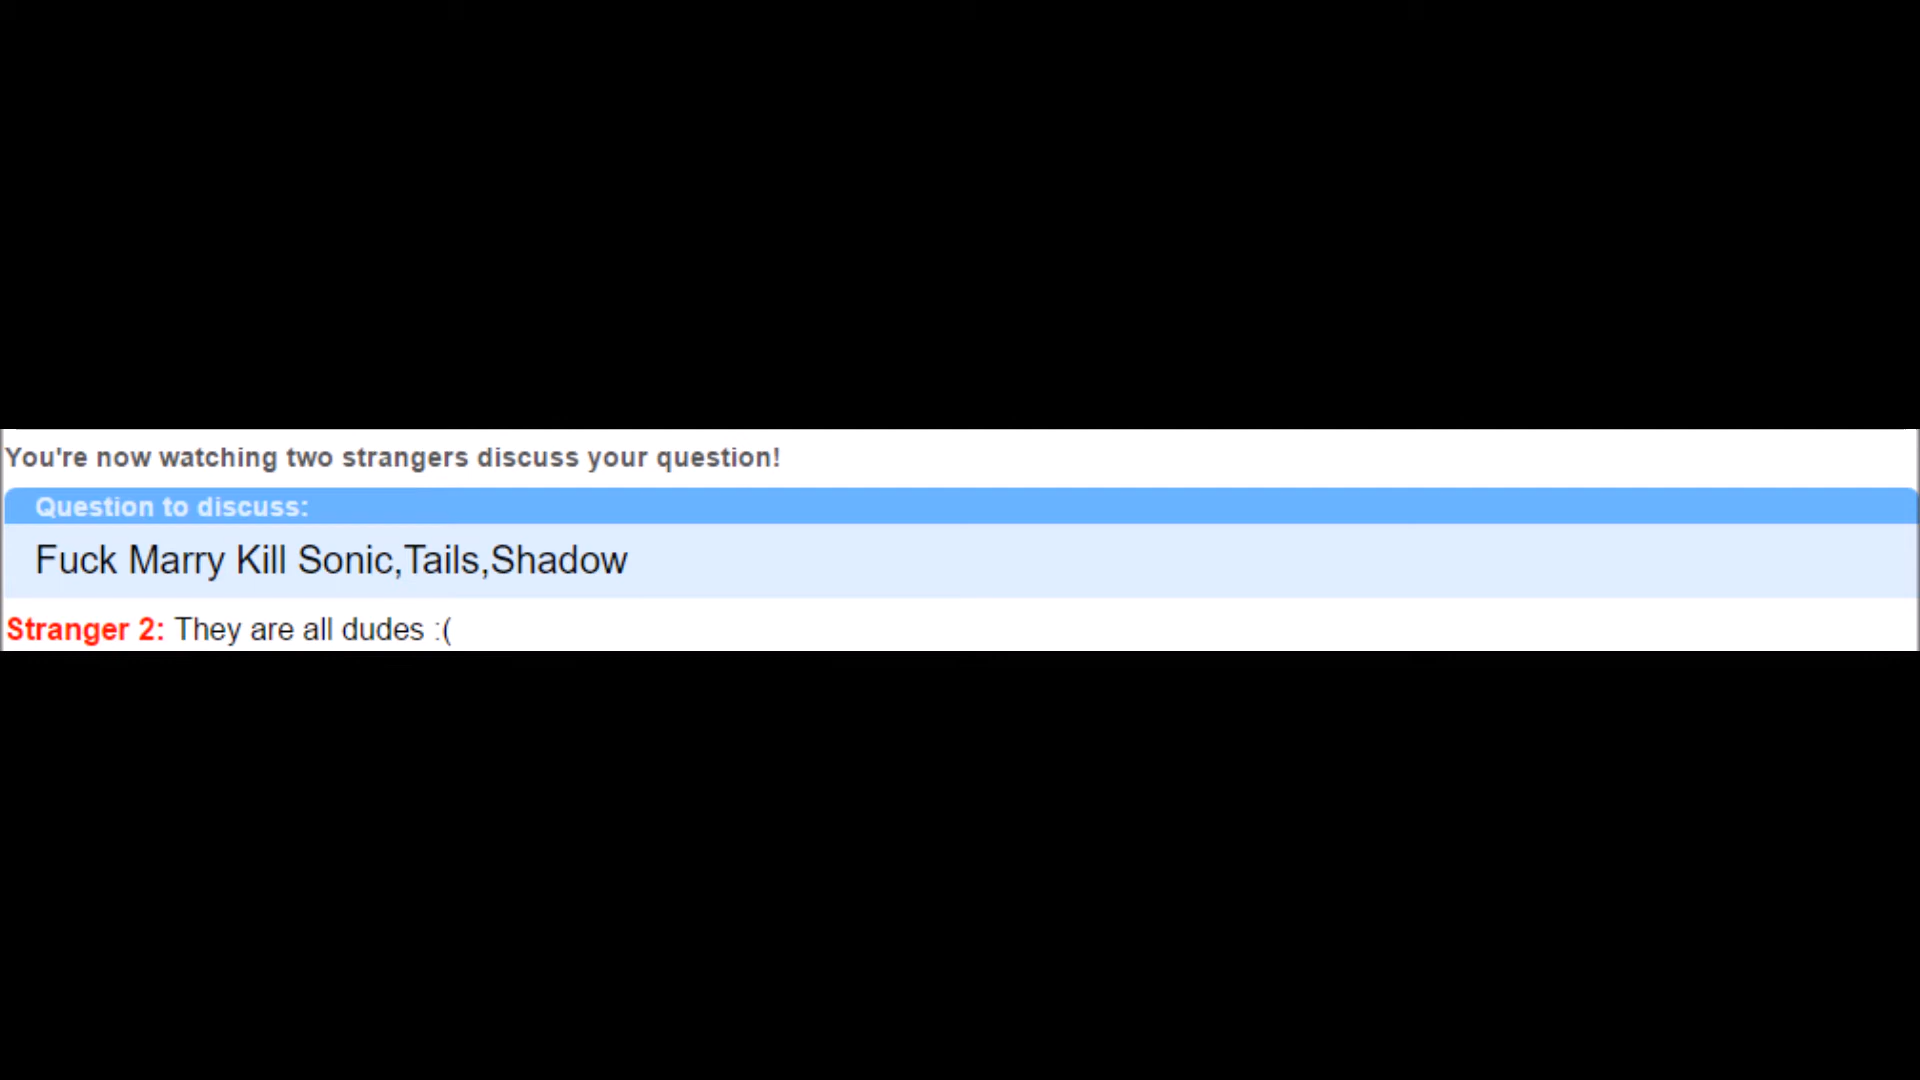 You're now watching two strangers discuss your question!
Question to discuss:
Fuck Marry Kill Sonic,Tails,Shadow
Stranger 2: They are all dudes :(